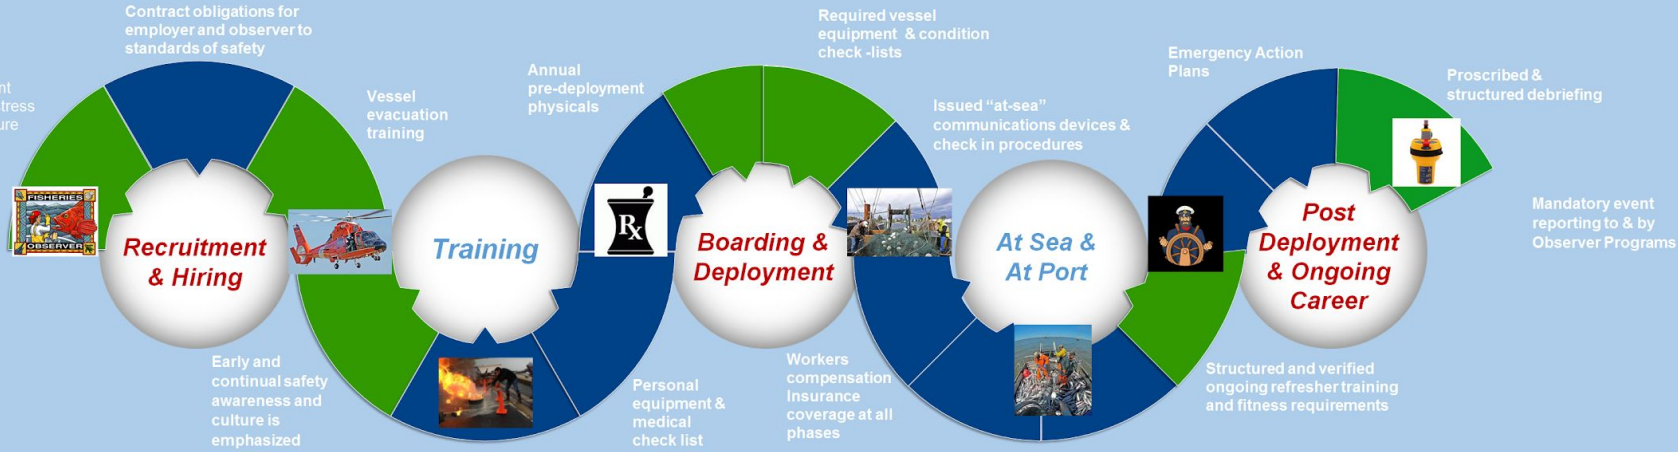 Contract obligations for
employer and observer to
standards of safety
nt
tress
ure
FISHERIES
OBSERVER
Recruitment
& Hiring
Vessel
evacuation
training
Early and
continual safety
awareness and
culture is
emphasized
Training
Annual
pre-deployment
physicals
Rx
Personal
equipment &
medical
check list
Boarding &
Deployment
Required vessel
equipment & condition
check -lists
Workers
compensation
Insurance
coverage at all
phases
Issued “at-sea”
communications devices &
check in procedures
At Sea &
At Port
Emergency Action
Plans
Structured and verified
ongoing refresher training
and fitness requirements
Post
Deployment
& Ongoing
Career
Proscribed &
structured debriefing
Mandatory event
reporting to & by
Observer Programs